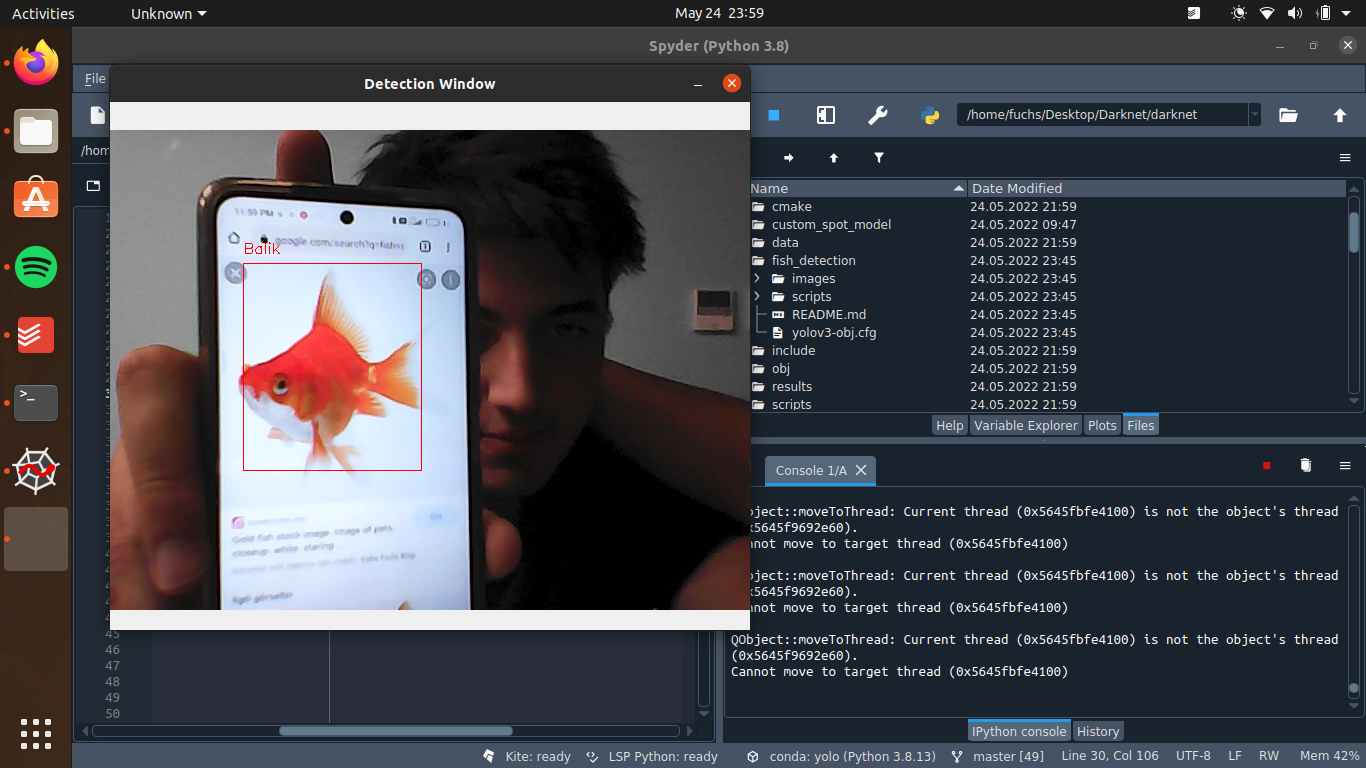 Activities
Unknown
May 24 23:59
Spyder (Python 3.8)
File
Detection Window
/home/fuchs/Desktop/Darknet/darknet
/hom
11:59 PM
google.com/search?q=fish
Balik
Gold fish stock image. Image of pets,
closeup, white, staring
Name
Date Modified
cmake 24.05.2022 21:59
custom_spot_model 24.05.2022 09:47
data 24.05.2022 21:59
fish_detection 24.05.2022 23:45
images 24.05.2022 23:45
scripts 24.05.2022 23:45
README.md 24.05.2022 23:45
yolov3-obj.cfg 24.05.2022 23:45
include 24.05.2022 21:59
obj 24.05.2022 21:59
results 24.05.2022 21:59
scripts 24.05.2022 21:59
Help Variable Explorer Plots Files
Console 1/A
bject::moveToThread: Current thread (0x5645fbfe4100) is not the object's thread
x5645f9692e60).
nnot move to target thread (0x5645fbfe4100)
bject::moveToThread: Current thread (0x5645fbfe4100) is not the object's thread
x5645f9692e60).
nnot move to target thread (0x5645fbfe4100)
QObject::moveToThread: Current thread (0x5645fbfe4100) is not the object's thread
(0x5645f9692e60).
Cannot move to target thread (0x5645fbfe4100)
45
46
47
48
49
50
IPython console History
Kite: ready LSP Python: ready conda: yolo (Python 3.8.13) master [49] Line 30, Col 106 UTF-8 LF RW Mem 42%